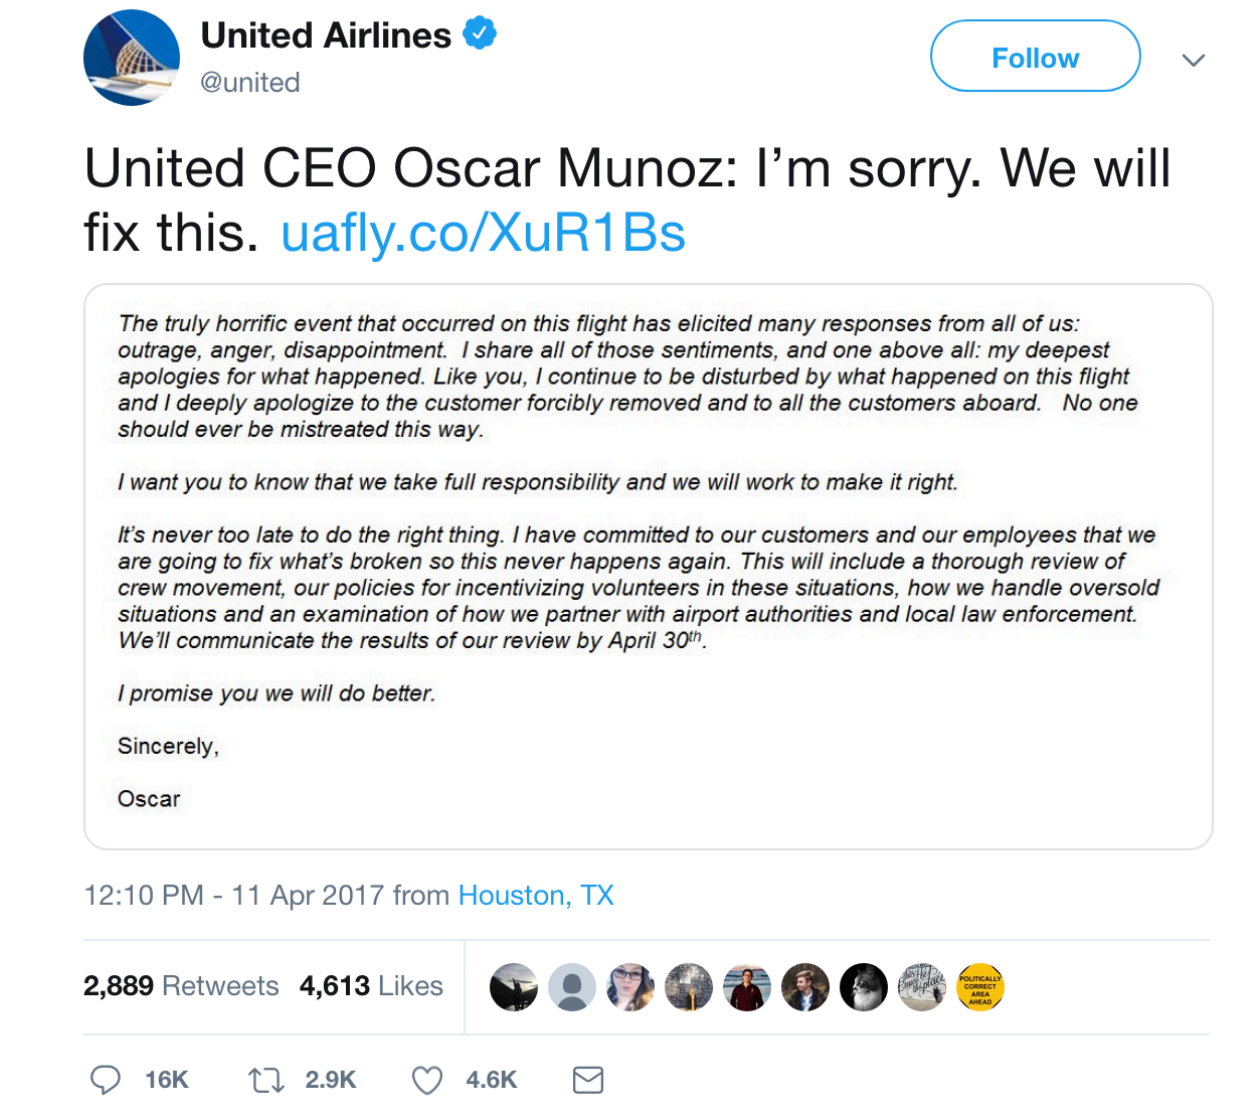 United Airlines
@united
Follow
United CEO Oscar Munoz: I'm sorry. We will
fix this. uafly.co/XuR1Bs
The truly horrific event that occurred on this flight has elicited many responses from all of us:
outrage, anger, disappointment.  I share all of those sentiments, and one above all: my deepest
apologies for what happened. Like you, I continue to be disturbed by what happened on this flight
and I deeply apologize to the customer forcibly removed and to all the customers aboard.   No one
should ever be mistreated this way.
I want you to know that we take full responsibility and we will work to make it right.
It's never too late to do the right thing. I have committed to our customers and our employees that we
are going to fix what's broken so this never happens again. This will include a thorough review of
crew movement, our policies for incentivizing volunteers in these situations, how we handle oversold
situations and an examination of how we partner with airport authorities and local law enforcement.
We'll communicate the results of our review by April 30th.
I promise you we will do better.
Sincerely,
Oscar
12:10 PM - 11 Apr 2017 from Houston, TX
2,889 Retweets 4,613 Likes
POLITICALLY
CORRECT
AREA
AHEAD
16K 2.9K 4.6K